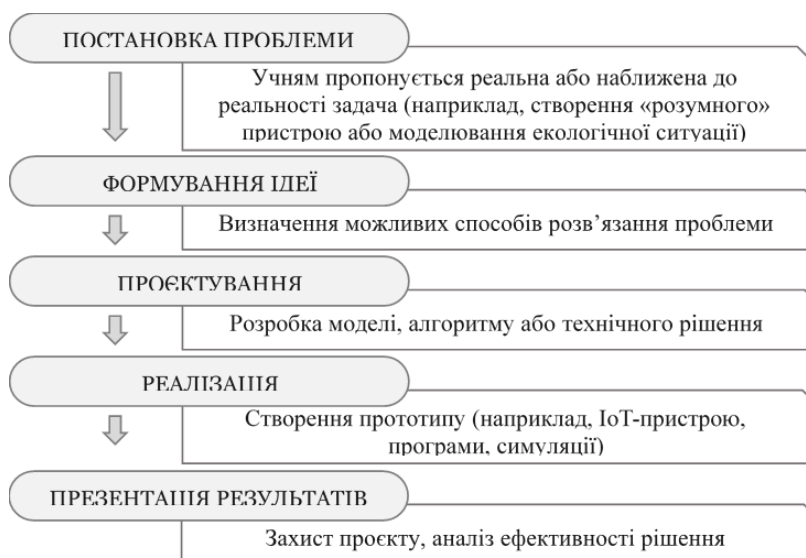 ПОСТАНОВКА ПРОБЛЕМИ
Учням пропонується реальна або наближена до
реальності задача (наприклад, створення «розумного»
пристрою або моделювання екологічної ситуації)
ФОРМУВАННЯ ІДЕЇ
Визначення можливих способів розв’язання проблеми
ПРОЄКТУВАННЯ
Розробка моделі, алгоритму або технічного рішення
РЕАЛІЗАЦІЯ
Створення прототипу (наприклад, ІоТ-пристрою,
програми, симуляції)
ПРЕЗЕНТАЦІЯ РЕЗУЛЬТАТІВ
Захист проєкту, аналіз ефективності рішення